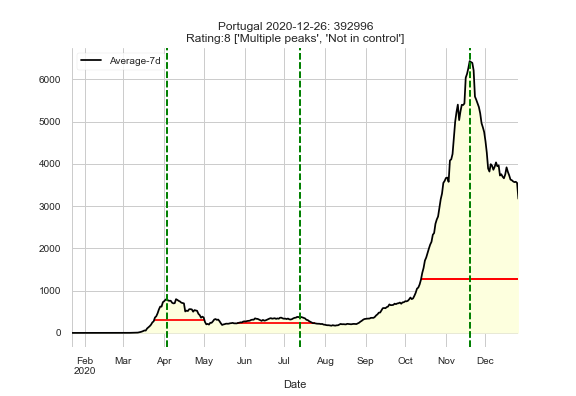 Portugal 2020-12-26: 392996
Rating:8 ['Multiple peaks', 'Not in control']
Average-7d
6000
5000
4000
3000
2000
1000
0
Feb Mar Apr May Jun Jul Aug Sep Oct Nov Dec
2020
Date